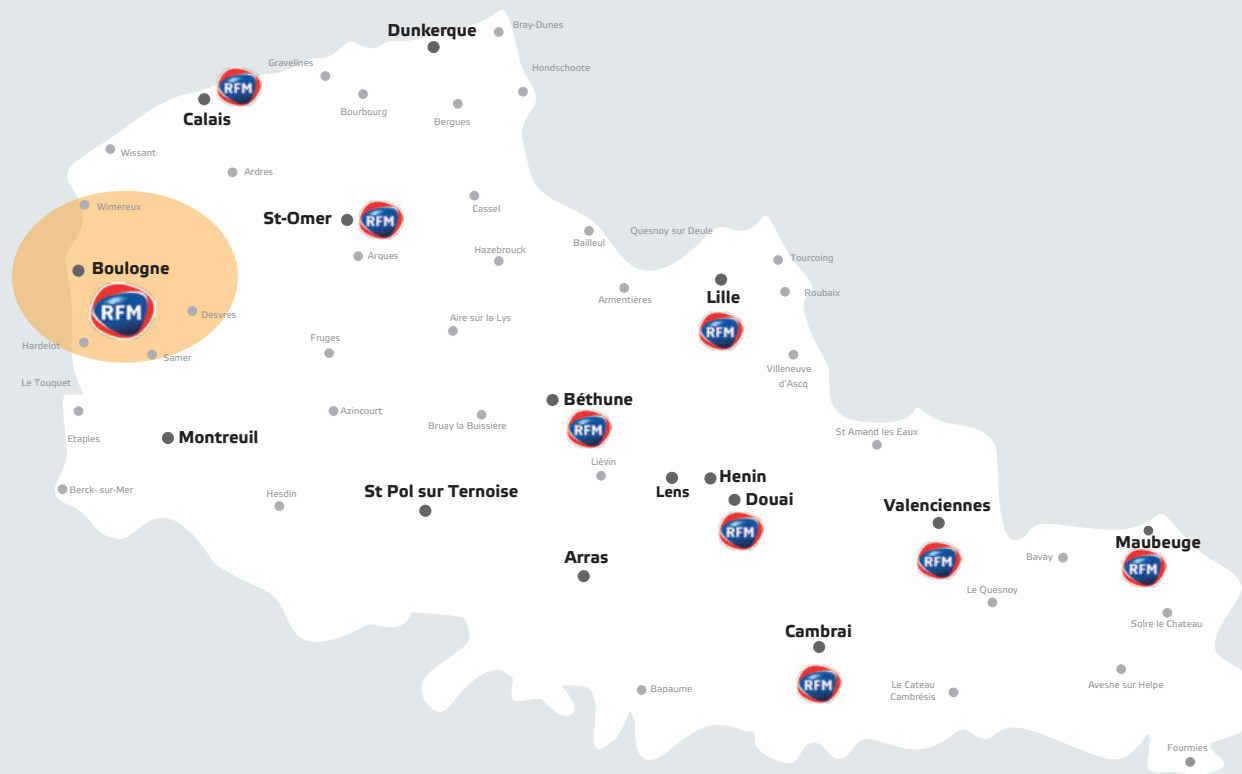 Dunkerque
Bray-Dunes
Gravelines
Hondschoote
RFM
Calais
Bourbourg
Bergues
Wissant
Ardres
Wimereux
Cassel
St-Omer
RFM
Bailleul
Quesnoy sur Deule
Arques
Hazebrouck
Tourcoing
Boulogne
RFM
Desvres
Armentières
Lille
Roubaix
RFM
Aire sur la Lys
Hardelot
Samer
Fruges
Villeneuve
d'Ascq
Le Touquet
Béthune
RFM
Azincourt
Bruay la Buissière
Etaples
Montreuil
St Amand les Eaux
Liévin
Berck- sur-Mer
Hesdin
St Pol sur Ternoise
Lens
Henin
Douai
RFM
Valenciennes
RFM
Maubeuge
RFM
Arras
Bavay
Le Quesnoy
Solre le Chateau
Cambrai
RFM
Bapaume
Le Cateau
Cambrésis
Avesne sur Helpe
Fourmies